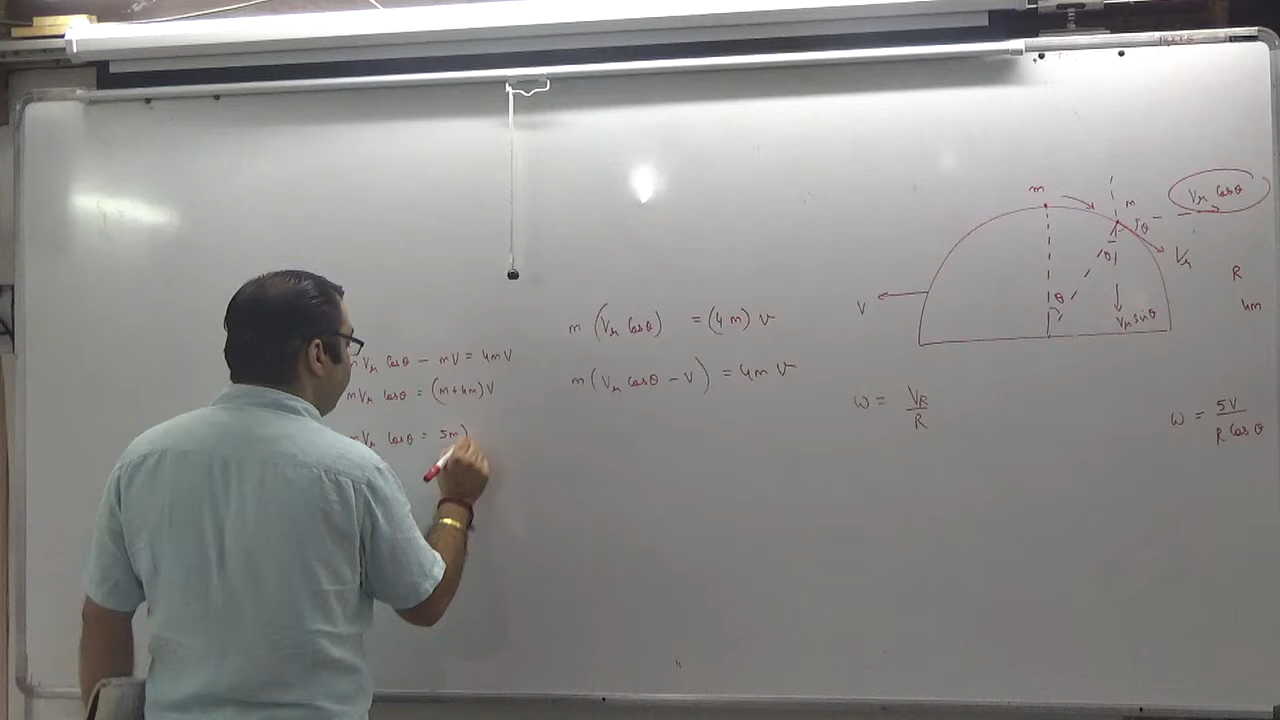 m Vr cosθ - mV = 4mV
mVr cosθ = (m+4m)V
mVr cosθ = 5m)
m (Vr cosθ) = (4m) v
m (Vr cosθ - V) = 4m V
m
m
Vr cosθ
θ
Vr
θ
θ
V
Vr sinθ
R
4m
ω = VR/R
ω = 5V/R cosθ